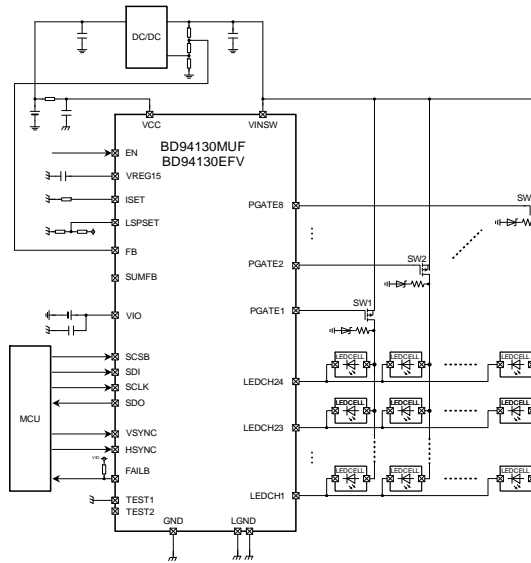 DC/DC
VCC
VINSW
BD94130MUF
BD94130EFV
EN
VREG15
ISET
LSPSET
FB
SUMFB
VIO
SCSB
SDI
SCLK
SDO
VSYNC
HSYNC
VIO
FAILB
TEST1
TEST2
MCU
GND
LGND
PGATE8
PGATE2
PGATE1
LEDCH24
LEDCH23
LEDCH1
SW
SW2
SW1
LEDCELL
LEDCELL
LEDCELL
LEDCELL
LEDCELL
LEDCELL
LEDCELL
LEDCELL
LEDCELL